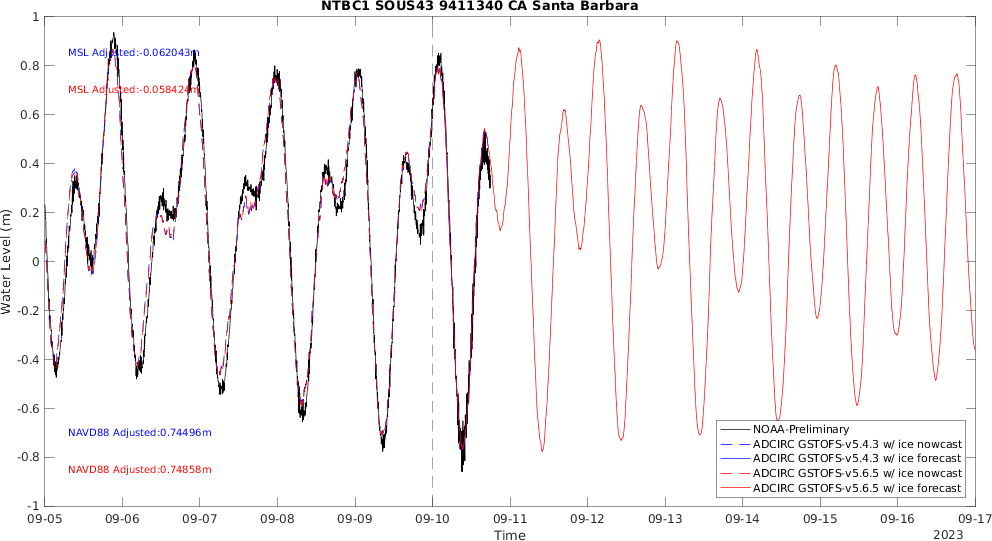 NTBC1 SOUS43 9411340 CA Santa Barbara
1
0.8
0.6
0.4
0.2
0
-0.2
-0.4
-0.6
-0.8
-1
Water Level (m)
MSL Adjusted:-0.062043m
MSL Adjusted:-0.058424m
NAVD88 Adjusted:0.74496m
NAVD88 Adjusted:0.74858m
NOAA-Preliminary
ADCIRC GSTOFS-v5.4.3 w/ ice nowcast
ADCIRC GSTOFS-v5.4.3 w/ ice forecast
ADCIRC GSTOFS-v5.6.5 w/ ice nowcast
ADCIRC GSTOFS-v5.6.5 w/ ice forecast
09-05 09-06 09-07 09-08 09-09 09-10 09-11 09-12 09-13 09-14 09-15 09-16 09-17
Time
2023